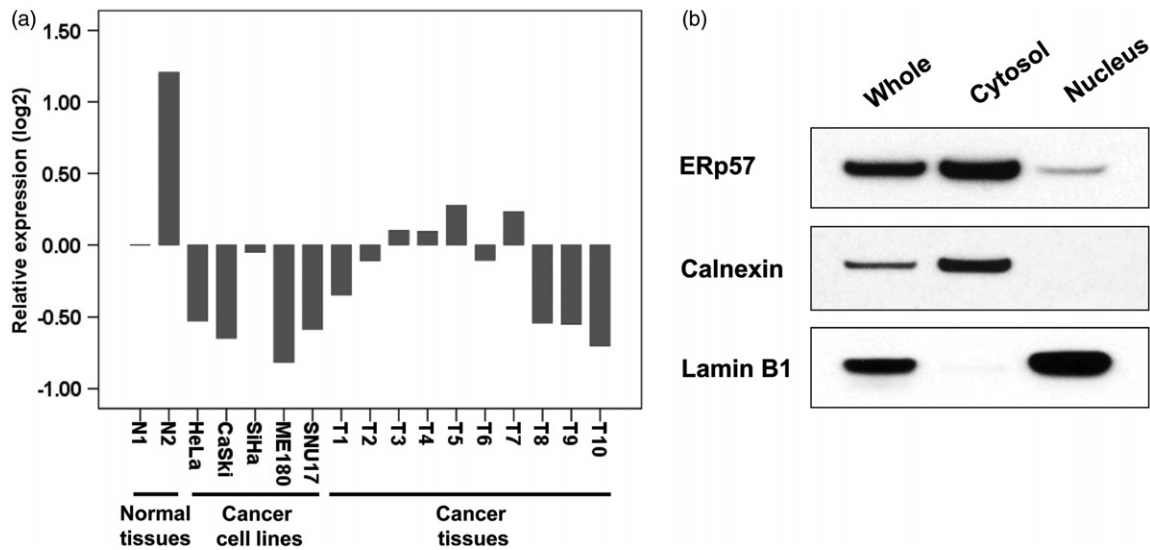 (a)
Relative expression (log2)
1.50
1.00
0.50
0.00
-0.50
-1.00
N1
N2
HeLa
CaSki
SiHa
ME180
SNU17
T1
T2
T3
T4
T5
T6
T7
T8
T9
T10
Normal
tissues
Cancer
cell lines
Cancer
tissues
(b)
Whole
Cytosol
Nucleus
ERp57
Calnexin
Lamin B1